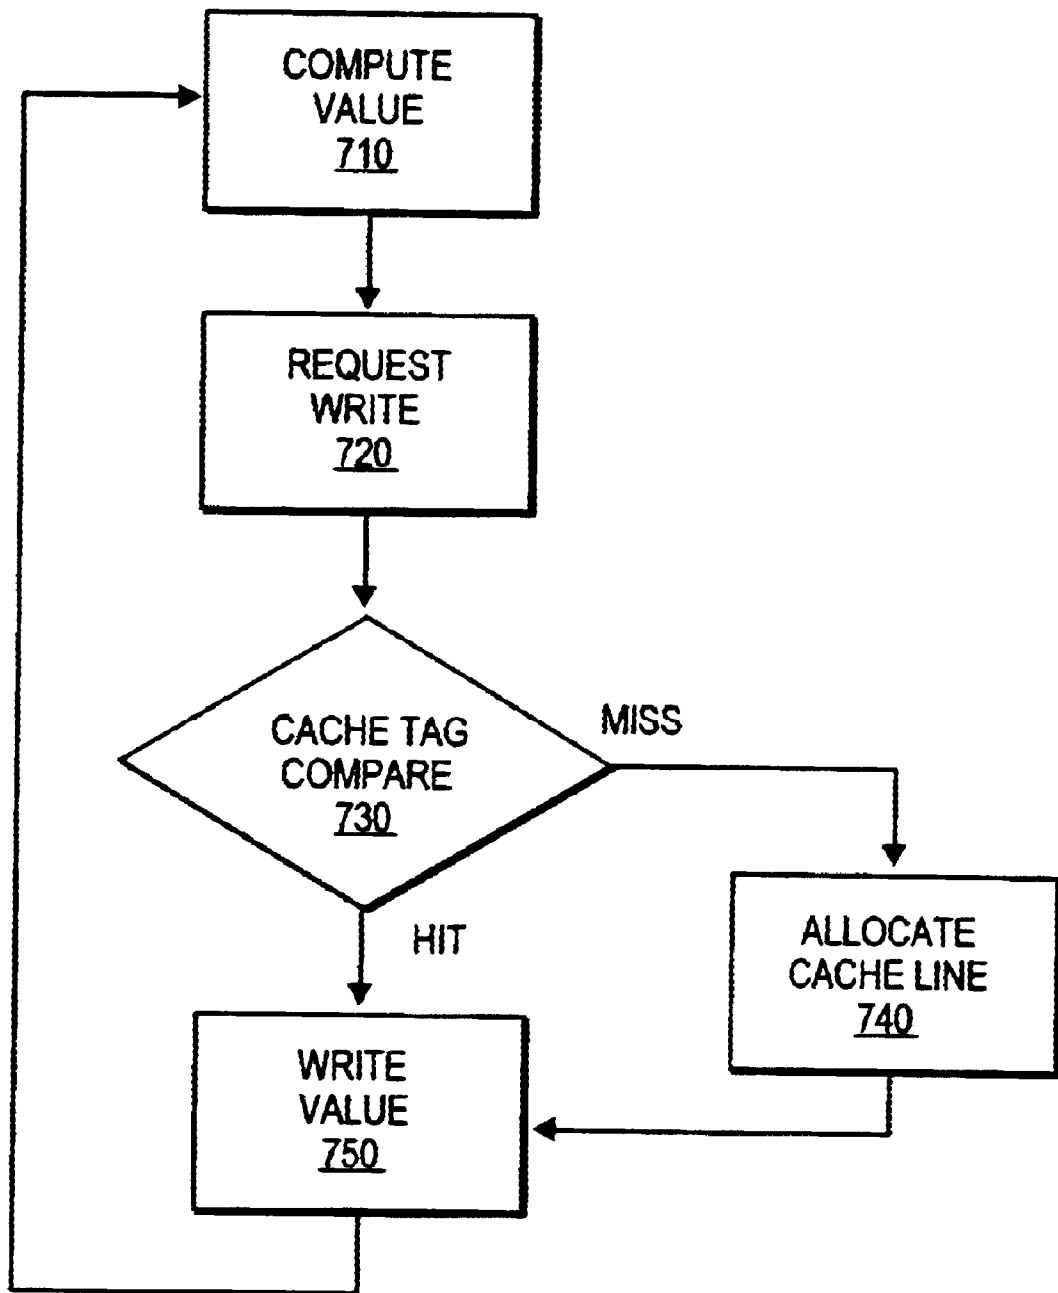 COMPUTE
VALUE
710
REQUEST
WRITE
720
CACHE TAG
COMPARE
730
MISS
HIT
ALLOCATE
CACHE LINE
740
WRITE
VALUE
750